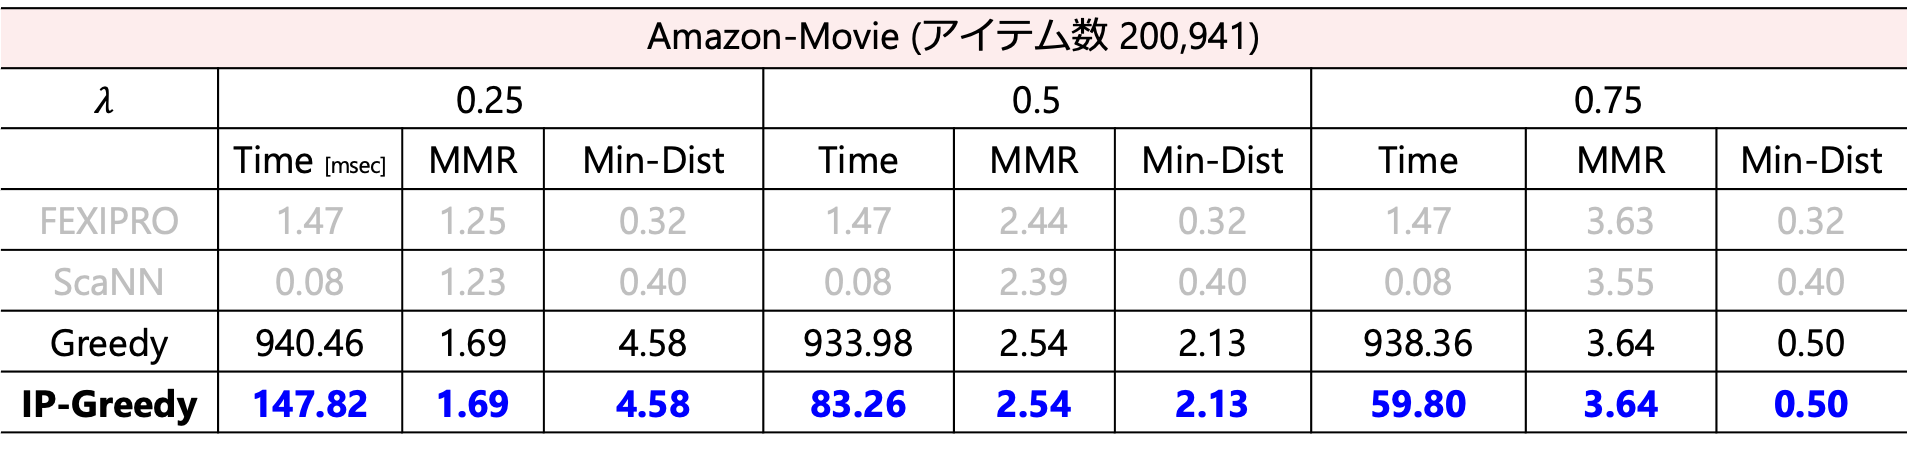 Amazon-Movie (アイテム数 200,941)
λ 0.25 0.5 0.75
Time [msec] MMR Min-Dist Time MMR Min-Dist Time MMR Min-Dist
FEXIPRO 1.47 1.25 0.32 1.47 2.44 0.32 1.47 3.63 0.32
ScaNN 0.08 1.23 0.40 0.08 2.39 0.40 0.08 3.55 0.40
Greedy 940.46 1.69 4.58 933.98 2.54 2.13 938.36 3.64 0.50
IP-Greedy 147.82 1.69 4.58 83.26 2.54 2.13 59.80 3.64 0.50